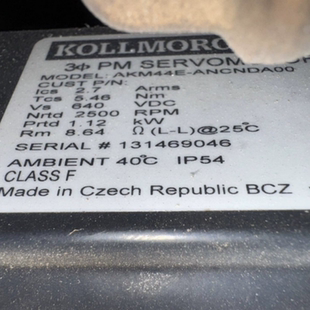 KOLLMORG
3ф PM SERVOMOTOR
MODEL: AKM44E-ANCNDA00
CUST P/N:
Ics 2.7 Arms
Tcs 5.46 Nm
Vs 640 VDC
Nrtd 2500 RPM
Prtd 1.12 kW
Rm 8.64 Ω (L-L)@25°C
SERIAL # 131469046
AMBIENT 40°C IP54
CLASS F
Made in Czech Republic BCZ